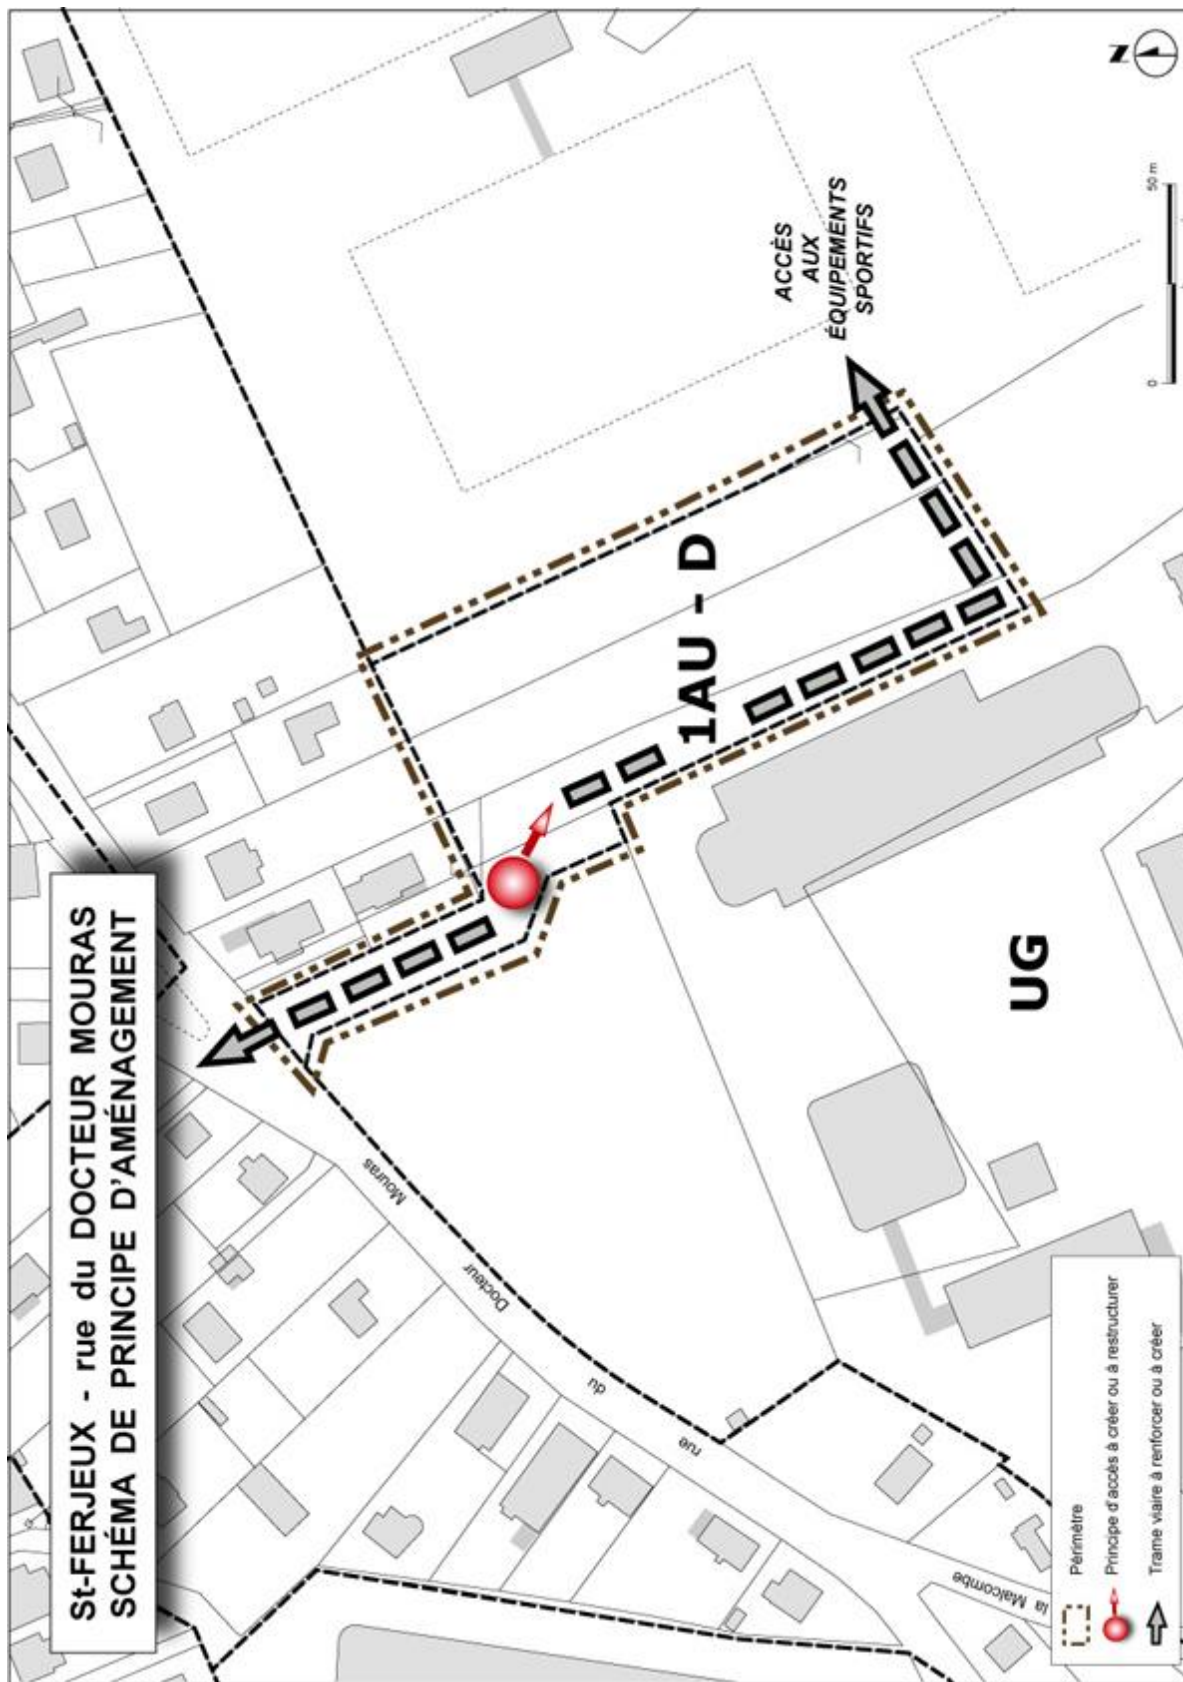 St-FERJEUX - rue du DOCTEUR MOURAS
SCHÉMA DE PRINCIPE D'AMÉNAGEMENT
N
ACCÈS
AUX
ÉQUIPEMENTS
SPORTIFS
1AU - D
UG
Mouras
Docteur
du
rue
la Malcombe
0
50 m
Périmètre
Principe d'accès à créer ou à restructurer
Trame viaire à renforcer ou à créer